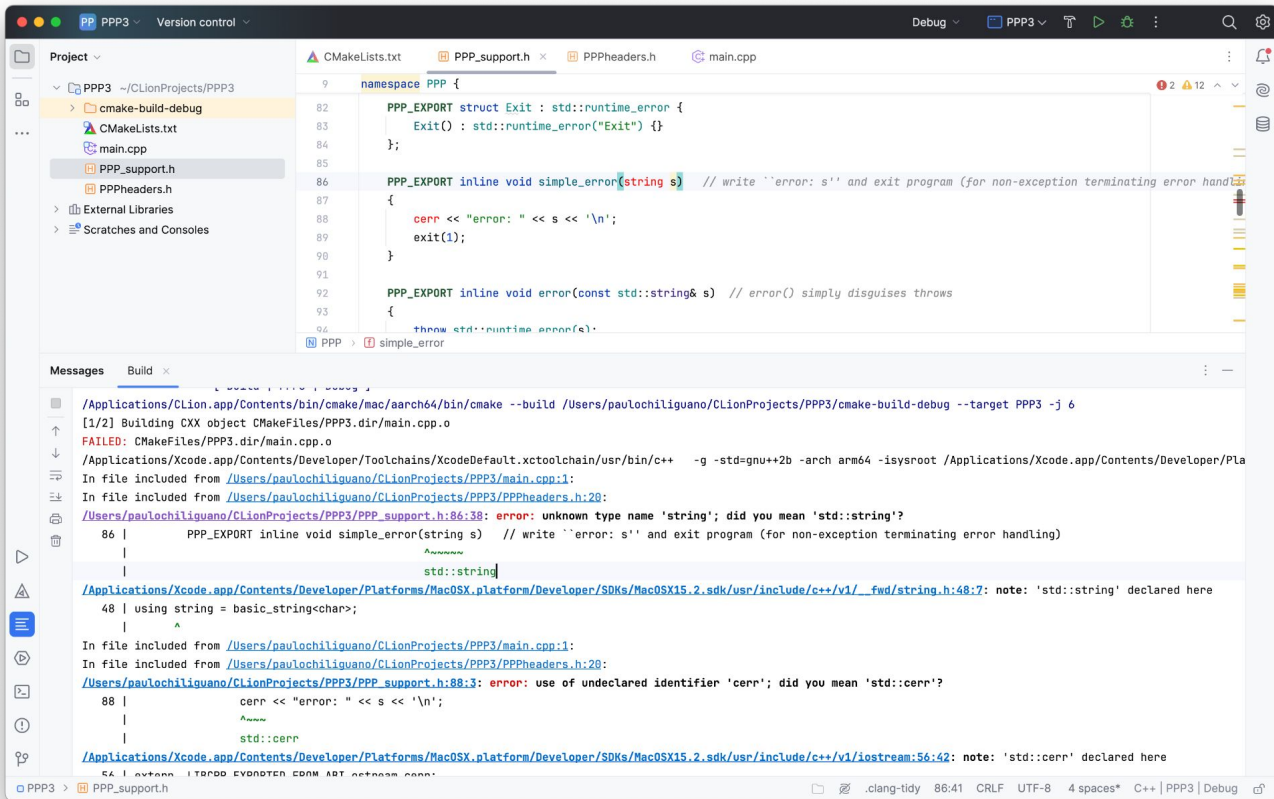 PP PPP3 Version control Debug PPP3
Project
CMakeLists.txt PPP_support.h PPPheaders.h main.cpp
PPP3 ~/CLionProjects/PPP3
cmake-build-debug
CMakeLists.txt
main.cpp
PPP_support.h
PPPheaders.h
External Libraries
Scratches and Consoles
9 namespace PPP {
2 12
82 PPP_EXPORT struct Exit : std::runtime_error {
83 Exit() : std::runtime_error("Exit") {}
84 };
85
86 PPP_EXPORT inline void simple_error(string s) // write ``error: s'' and exit program (for non-exception terminating error handli
87 {
88 cerr << "error: " << s << '\n';
89 exit(1);
90 }
91
92 PPP_EXPORT inline void error(const std::string& s) // error() simply disguises throws
93 {
94 throw std::runtime_error(s);
PPP > simple_error
Messages Build
[ Build | PPP3 | Debug ]
/Applications/CLion.app/Contents/bin/cmake/mac/aarch64/bin/cmake --build /Users/paulochiliguano/CLionProjects/PPP3/cmake-build-debug --target PPP3 -j 6
[1/2] Building CXX object CMakeFiles/PPP3.dir/main.cpp.o
FAILED: CMakeFiles/PPP3.dir/main.cpp.o
/Applications/Xcode.app/Contents/Developer/Toolchains/XcodeDefault.xctoolchain/usr/bin/c++ -g -std=gnu++2b -arch arm64 -isysroot /Applications/Xcode.app/Contents/Developer/Pla
In file included from /Users/paulochiliguano/CLionProjects/PPP3/main.cpp:1:
In file included from /Users/paulochiliguano/CLionProjects/PPP3/PPPheaders.h:20:
/Users/paulochiliguano/CLionProjects/PPP3/PPP_support.h:86:38: error: unknown type name 'string'; did you mean 'std::string'?
86 | PPP_EXPORT inline void simple_error(string s) // write ``error: s'' and exit program (for non-exception terminating error handling)
| ^~~~~~
| std::string
/Applications/Xcode.app/Contents/Developer/Platforms/MacOSX.platform/Developer/SDKs/MacOSX15.2.sdk/usr/include/c++/v1/__fwd/string.h:48:7: note: 'std::string' declared here
48 | using string = basic_string<char>;
| ^
In file included from /Users/paulochiliguano/CLionProjects/PPP3/main.cpp:1:
In file included from /Users/paulochiliguano/CLionProjects/PPP3/PPPheaders.h:20:
/Users/paulochiliguano/CLionProjects/PPP3/PPP_support.h:88:3: error: use of undeclared identifier 'cerr'; did you mean 'std::cerr'?
88 | cerr << "error: " << s << '\n';
| ^~~~
| std::cerr
/Applications/Xcode.app/Contents/Developer/Platforms/MacOSX.platform/Developer/SDKs/MacOSX15.2.sdk/usr/include/c++/v1/iostream:56:42: note: 'std::cerr' declared here
56 | extern _LIBCPP_EXPORTED_FROM_ABI ostream cerr;
PPP3 > PPP_support.h .clang-tidy 86:41 CRLF UTF-8 4 spaces* C++ | PPP3 | Debug